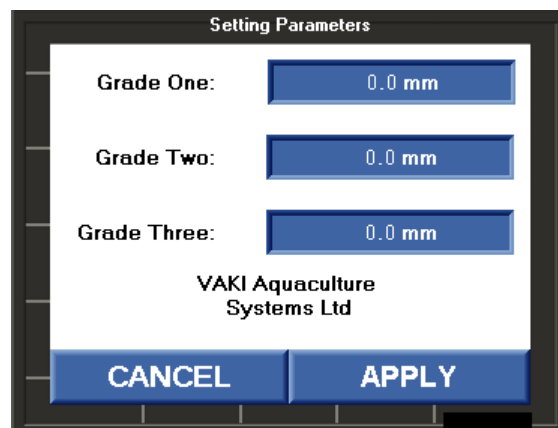 Setting Parameters
Grade One: 0.0 mm
Grade Two: 0.0 mm
Grade Three: 0.0 mm
VAKI Aquaculture
Systems Ltd
CANCEL APPLY